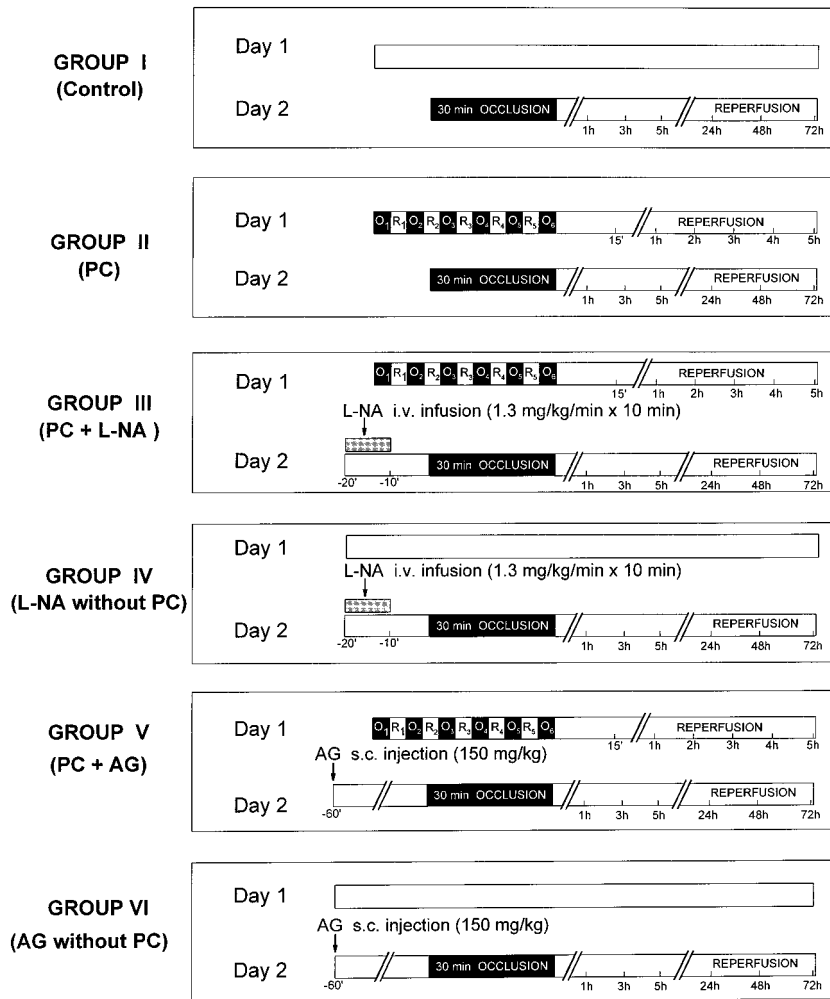 GROUP I
(Control)
Day 1
Day 2
30 min OCCLUSION
REPERFUSION
1h 3h 5h 24h 48h 72h
GROUP II
(PC)
Day 1
O1 R1 O2 R2 O3 R3 O4 R4 O5 R5 O6
REPERFUSION
15' 1h 2h 3h 4h 5h
Day 2
30 min OCCLUSION
REPERFUSION
1h 3h 5h 24h 48h 72h
GROUP III
(PC + L-NA )
Day 1
O1 R1 O2 R2 O3 R3 O4 R4 O5 R5 O6
REPERFUSION
15' 1h 2h 3h 4h 5h
L-NA i.v. infusion (1.3 mg/kg/min x 10 min)
Day 2
30 min OCCLUSION
REPERFUSION
-20' -10' 1h 3h 5h 24h 48h 72h
GROUP IV
(L-NA without PC)
Day 1
L-NA i.v. infusion (1.3 mg/kg/min x 10 min)
Day 2
30 min OCCLUSION
REPERFUSION
-20' -10' 1h 3h 5h 24h 48h 72h
GROUP V
(PC + AG)
Day 1
O1 R1 O2 R2 O3 R3 O4 R4 O5 R5 O6
REPERFUSION
15' 1h 2h 3h 4h 5h
AG s.c. injection (150 mg/kg)
Day 2
30 min OCCLUSION
REPERFUSION
-60' 1h 3h 5h 24h 48h 72h
GROUP VI
(AG without PC)
Day 1
AG s.c. injection (150 mg/kg)
Day 2
30 min OCCLUSION
REPERFUSION
-60' 1h 3h 5h 24h 48h 72h